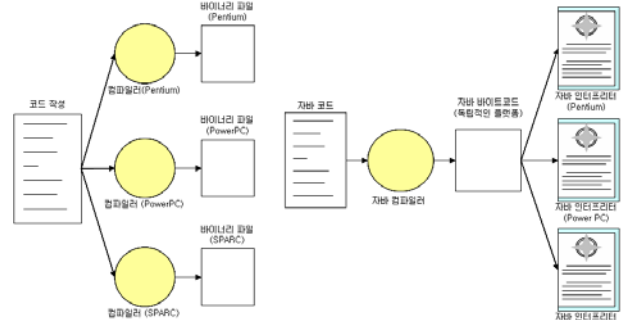 코드 작성
바이너리 파일
(Pentium)
컴파일러(Pentium)
바이너리 파일
(PowerPC)
컴파일러 (PowerPC)
바이너리 파일
(SPARC)
컴파일러 (SPARC)
자바 코드
자바 컴파일러
자바 바이트코드
(독립적인 플랫폼)
자바 인터프리터
(Pentium)
자바 인터프리터
(Power PC)
자바 인터프리터